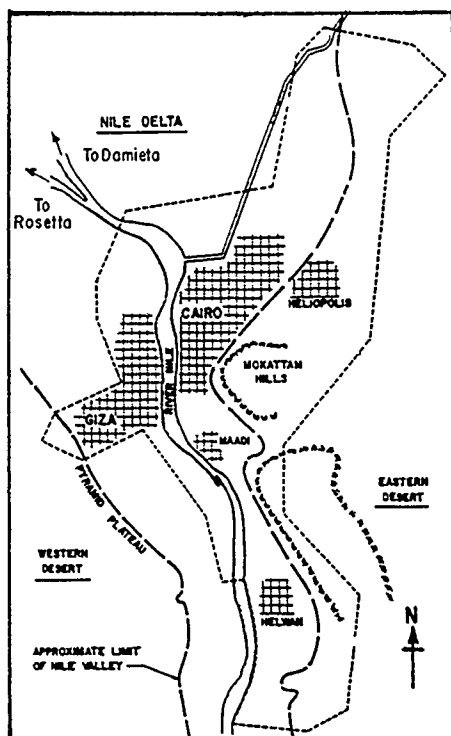 NILE DELTA
To Damieta
To
Rosetta
CAIRO
HELIOPOLIS
MOKATTAM
HILLS
RIVER NILE
GIZA
MAADI
PYRAMID PLATEAU
EASTERN
DESERT
WESTERN
DESERT
HELWAN
N
APPROXIMATE LIMIT
OF NILE VALLEY